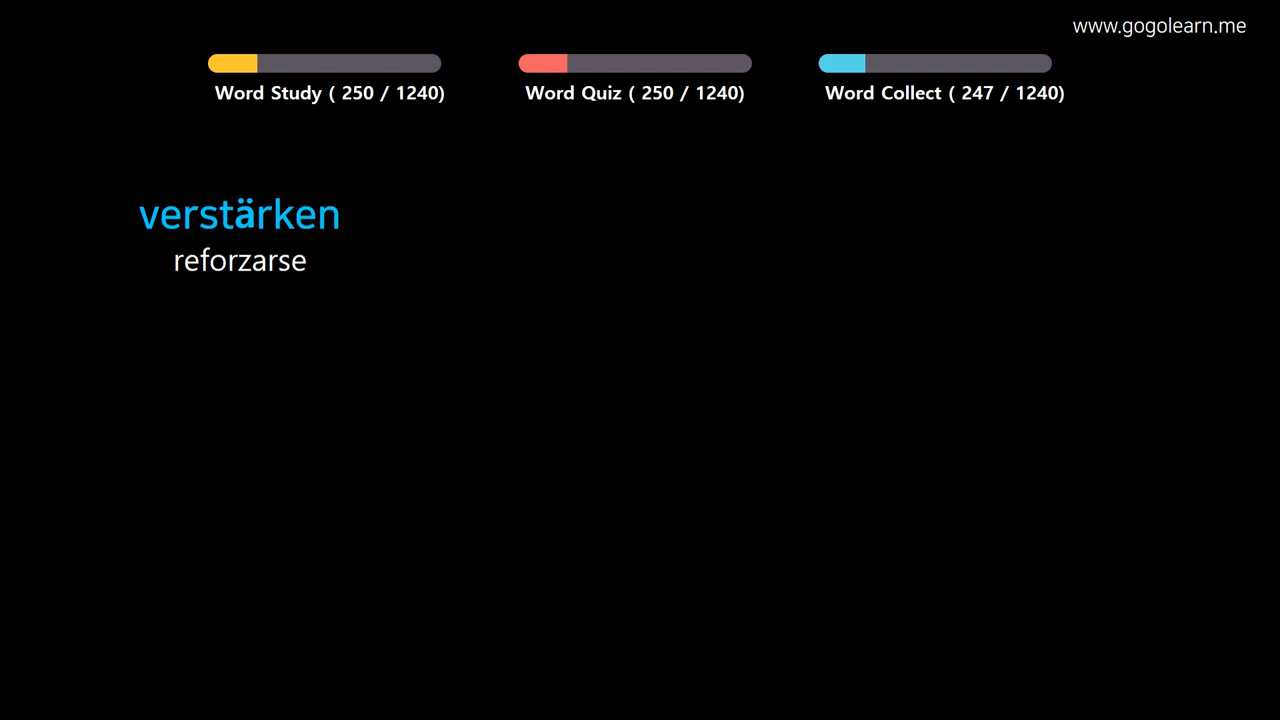 www.gogolearn.me
Word Study ( 250 / 1240)
Word Quiz ( 250 / 1240)
Word Collect ( 247 / 1240)
verstärken
reforzarse